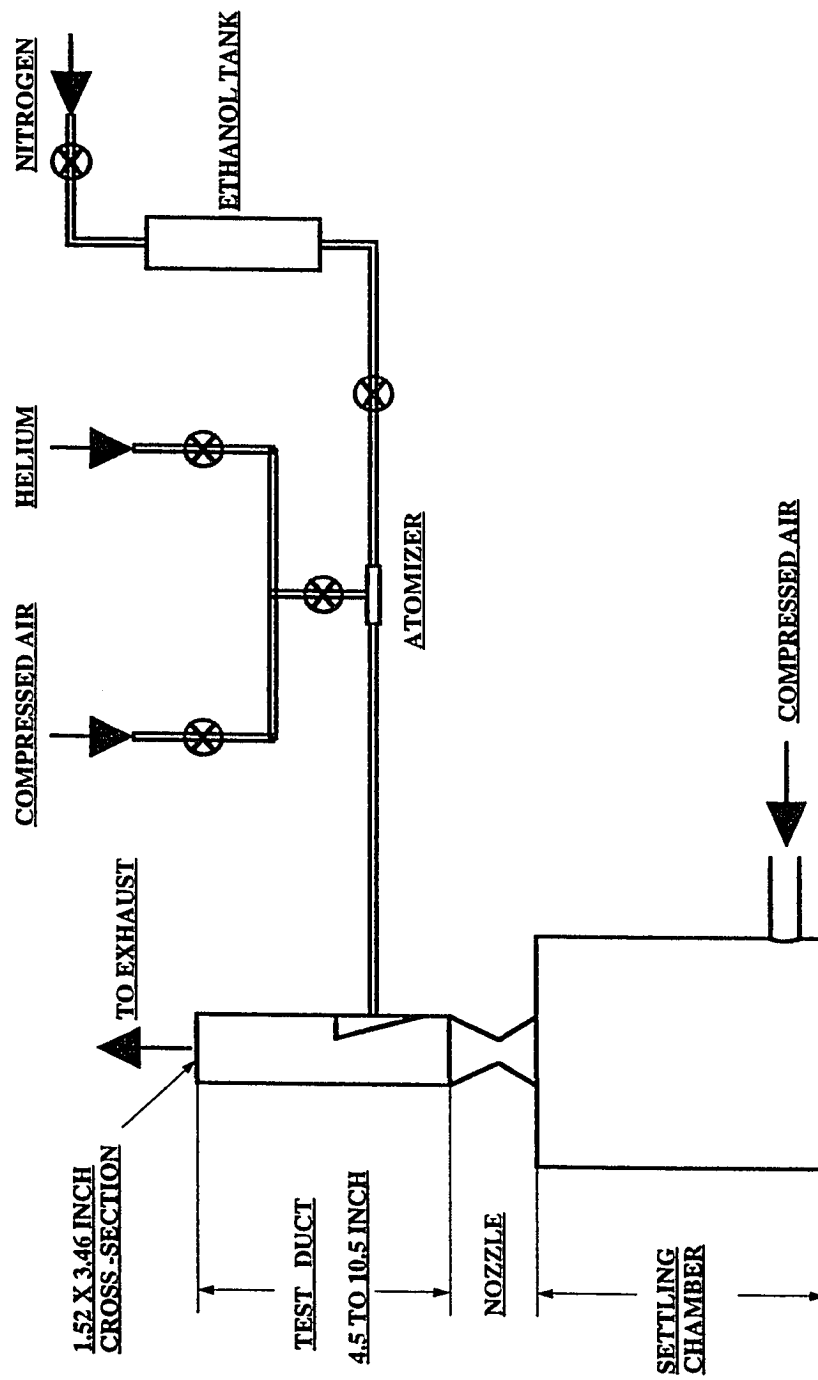 COMPRESSED AIR
HELIUM
NITROGEN
1.52 X 3.46 INCH
CROSS -SECTION
TO EXHAUST
ETHANOL TANK
TEST DUCT
4.5 TO 10.5 INCH
ATOMIZER
NOZZLE
SETTLING
CHAMBER
COMPRESSED AIR